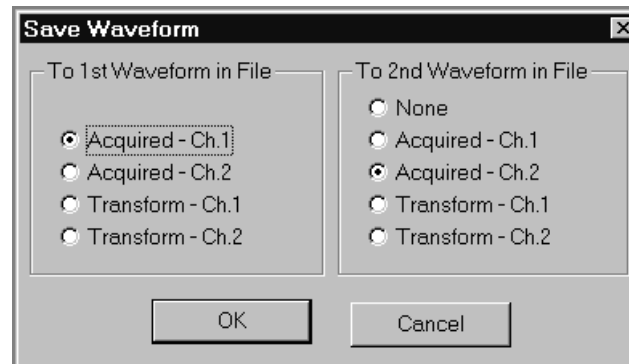 Save Waveform
To 1st Waveform in File
Acquired - Ch.1
Acquired - Ch.2
Transform - Ch.1
Transform - Ch.2
To 2nd Waveform in File
None
Acquired - Ch.1
Acquired - Ch.2
Transform - Ch.1
Transform - Ch.2
OK
Cancel